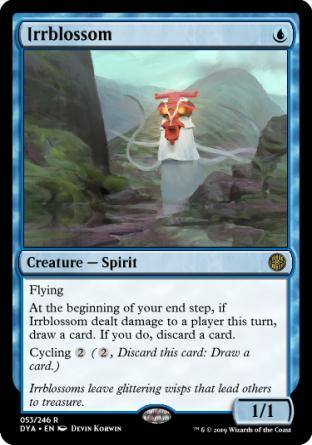 Irrblossom
Creature — Spirit
Flying
At the beginning of your end step, if
Irrblossom dealt damage to a player this turn,
draw a card. If you do, discard a card.
Cycling 2 ( 2, Discard this card: Draw a
card.)
Irrblossoms leave glittering wisps that lead others
to treasure.
1/1
053/246 R
DYA • EN DEVIN KORWIN
™ & © 2019 Wizards of the Coast